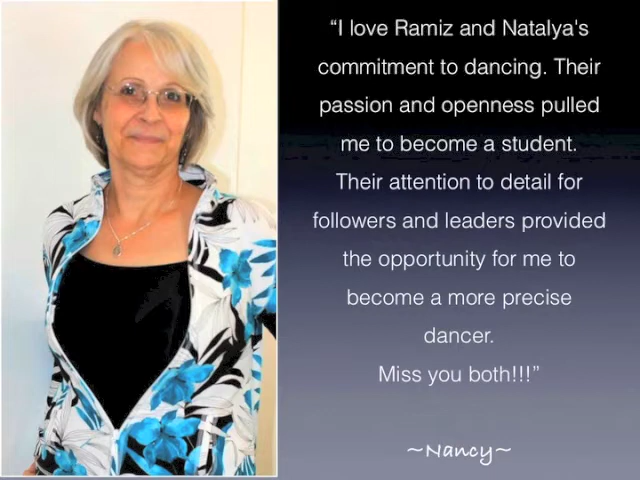 “I love Ramiz and Natalya's
commitment to dancing. Their
passion and openness pulled
me to become a student.
Their attention to detail for
followers and leaders provided
the opportunity for me to
become a more precise
dancer.
Miss you both!!!”
~Nancy~